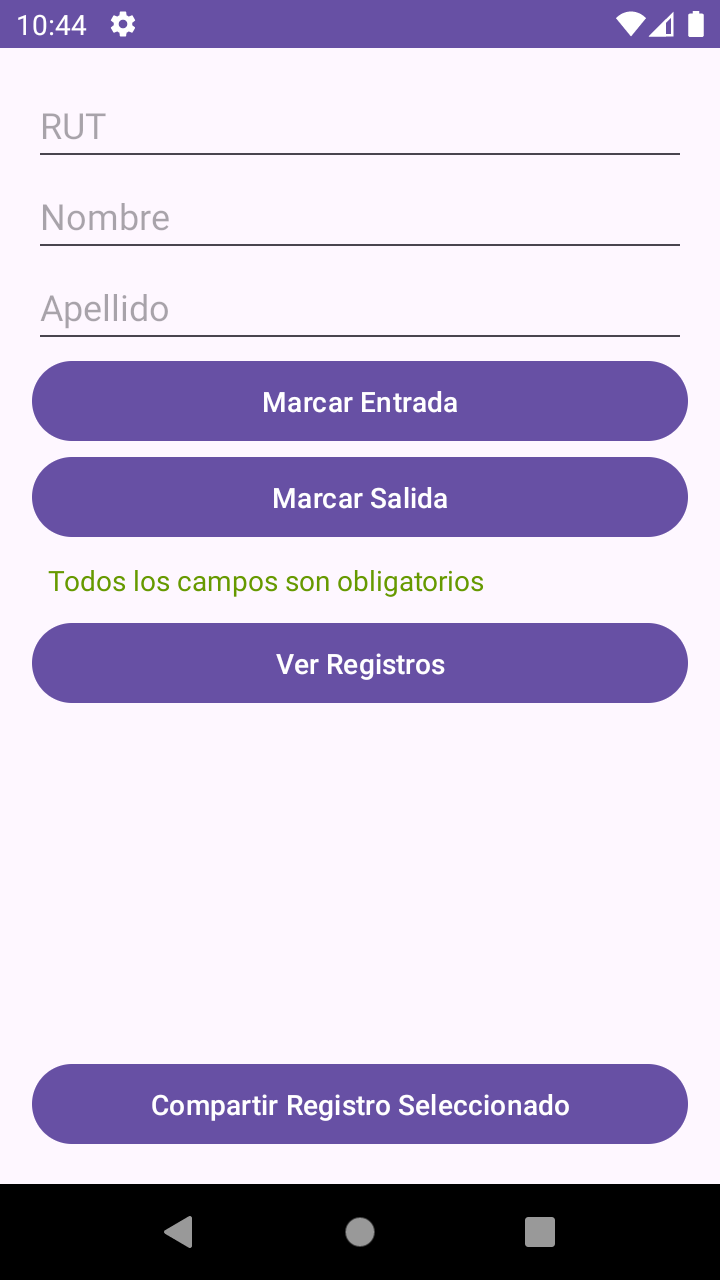 10:44
RUT
Nombre
Apellido
Marcar Entrada
Marcar Salida
Todos los campos son obligatorios
Ver Registros
Compartir Registro Seleccionado